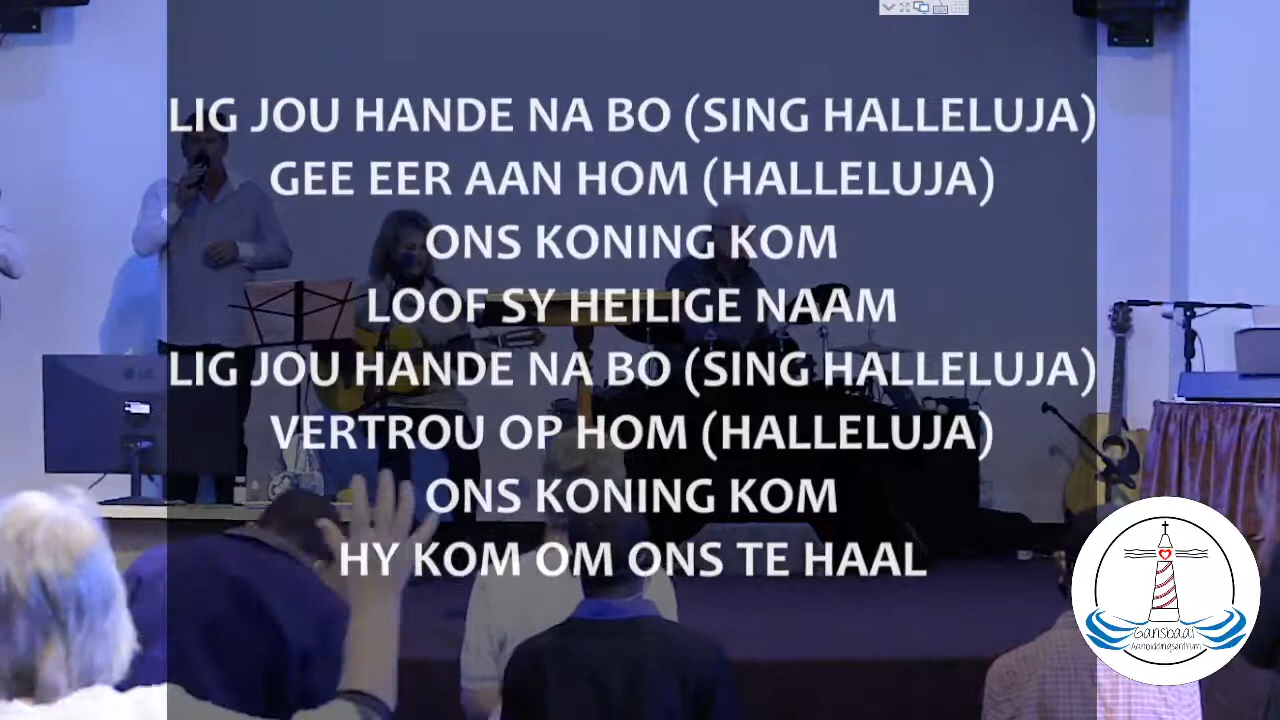 LIG JOU HANDE NA BO (SING HALLELUJA)
GEE EER AAN HOM (HALLELUJA)
ONS KONING KOM
LOOF SY HEILIGE NAAM
LIG JOU HANDE NA BO (SING HALLELUJA)
VERTROU OP HOM (HALLELUJA)
ONS KONING KOM
HY KOM OM ONS TE HAAL
LG
Gansbaai
Aanbiddingsentrum